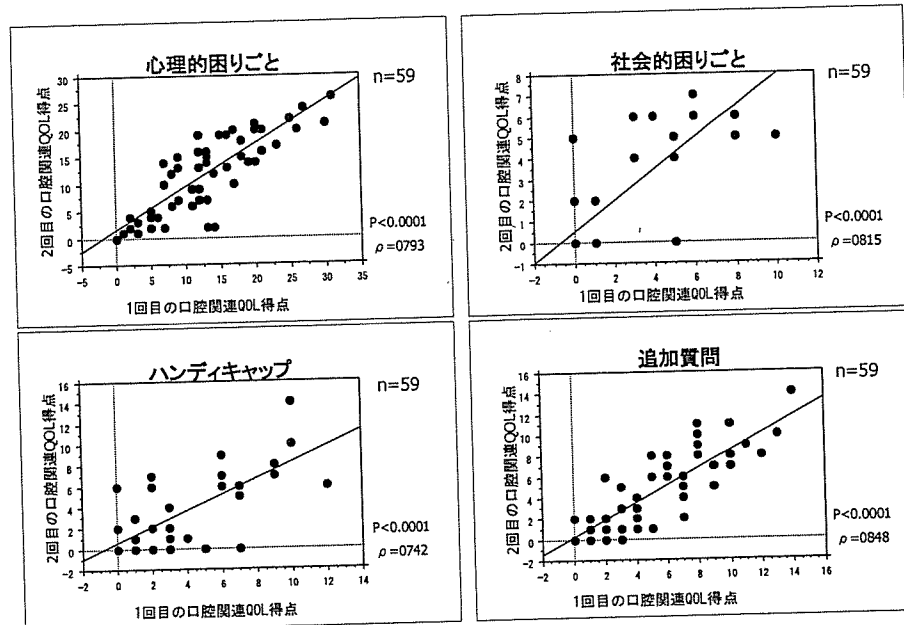 心理的困りごと
n=59
2回目の口腔関連QOL得点
30
25
20
15
10
5
0
−5
−5 0 5 10 15 20 25 30 35
1回目の口腔関連QOL得点
P<0.0001
ρ=0793
社会的困りごと
n=59
2回目の口腔関連QOL得点
8
7
6
5
4
3
2
1
0
−1
−2 0 2 4 6 8 10 12
1回目の口腔関連QOL得点
P<0.0001
ρ=0815
ハンディキャップ
n=59
2回目の口腔関連QOL得点
16
14
12
10
8
6
4
2
0
−2
−2 0 2 4 6 8 10 12 14
1回目の口腔関連QOL得点
P<0.0001
ρ=0742
追加質問
n=59
2回目の口腔関連QOL得点
16
14
12
10
8
6
4
2
0
−2
−2 0 2 4 6 8 10 12 14 16
1回目の口腔関連QOL得点
P<0.0001
ρ=0848